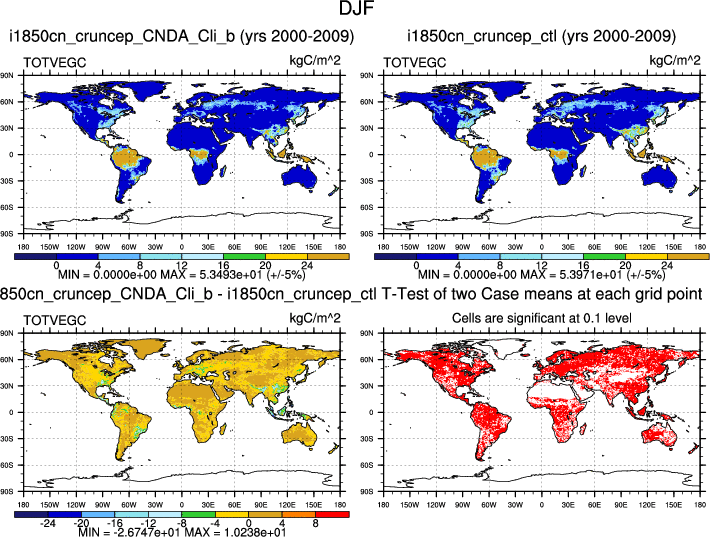 DJF
i1850cn_cruncep_CNDA_Cli_b (yrs 2000-2009) i1850cn_cruncep_ctl (yrs 2000-2009)
TOTVEGC kgC/m^2 TOTVEGC kgC/m^2
90N 90N
60N 60N
30N 30N
0 0
30S 30S
60S 60S
90S 90S
180 150W 120W 90W 60W 30W 0 30E 60E 90E 120E 150E 180 180 150W 120W 90W 60W 30W 0 30E 60E 90E 120E 150E 180
0 4 8 12 16 20 24 0 4 8 12 16 20 24
MIN = 0.0000e+00 MAX = 5.3493e+01 (+/-5%) MIN = 0.0000e+00 MAX = 5.3971e+01 (+/-5%)
850cn_cruncep_CNDA_Cli_b - i1850cn_cruncep_ctl T-Test of two Case means at each grid point
TOTVEGC kgC/m^2 Cells are significant at 0.1 level
90N 90N
60N 60N
30N 30N
0 0
30S 30S
60S 60S
90S 90S
180 150W 120W 90W 60W 30W 0 30E 60E 90E 120E 150E 180 180 150W 120W 90W 60W 30W 0 30E 60E 90E 120E 150E 180
-24 -20 -16 -12 -8 -4 0 4 8
MIN = -2.6747e+01 MAX = 1.0238e+01